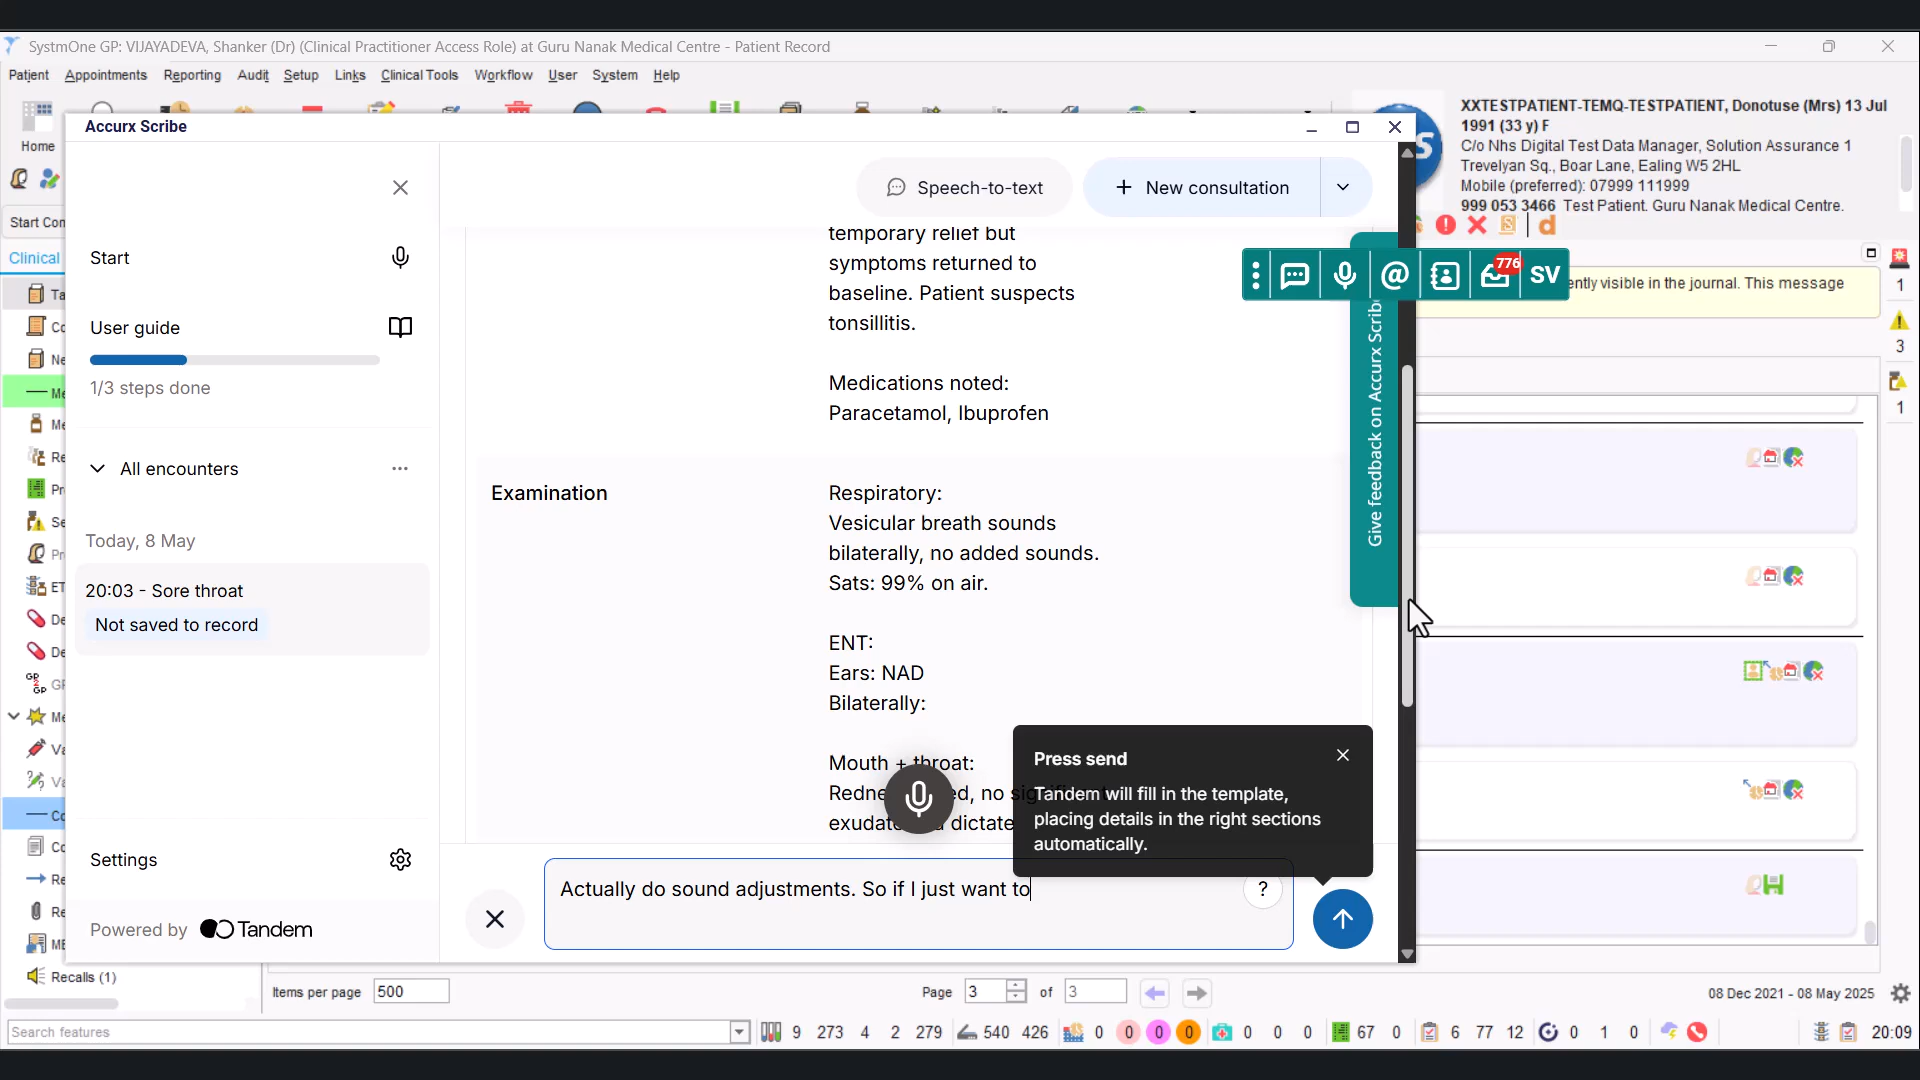 SystmOne GP: VIJAYADEVA, Shanker (Dr) (Clinical Practitioner Access Role) at Guru Nanak Medical Centre - Patient Record
Patient Appointments Reporting Audit Setup Links Clinical Tools Workflow User System Help
Home
Start Con
Clinical
XXTESTPATIENT-TEMQ-TESTPATIENT, Donotuse (Mrs) 13 Jul
1991 (33 y) F
C/o Nhs Digital Test Data Manager, Solution Assurance 1
Trevelyan Sq., Boar Lane, Ealing W5 2HL
Mobile (preferred): 07999 111999
999 053 3466 Test Patient. Guru Nanak Medical Centre.
776
SV
ently visible in the journal. This message
1
3
1
Accurx Scribe
Start
User guide
1/3 steps done
All encounters
Today, 8 May
20:03 - Sore throat
Not saved to record
Settings
Powered by Tandem
Speech-to-text
New consultation
temporary relief but
symptoms returned to
baseline. Patient suspects
tonsillitis.
Medications noted:
Paracetamol, Ibuprofen
Examination
Respiratory:
Vesicular breath sounds
bilaterally, no added sounds.
Sats: 99% on air.
ENT:
Ears: NAD
Bilaterally:
Mouth + throat:
Give feedback on Accurx Scribe
Press send
Tandem will fill in the template,
placing details in the right sections
automatically.
Actually do sound adjustments. So if I just want to
?
Recalls (1)
Items per page 500
Page 3 of 3
08 Dec 2021 - 08 May 2025
Search features
9 273 4 2 279 540 426 0 0 0 0 0 0 0 67 0 6 77 12 0 1 0 20:09